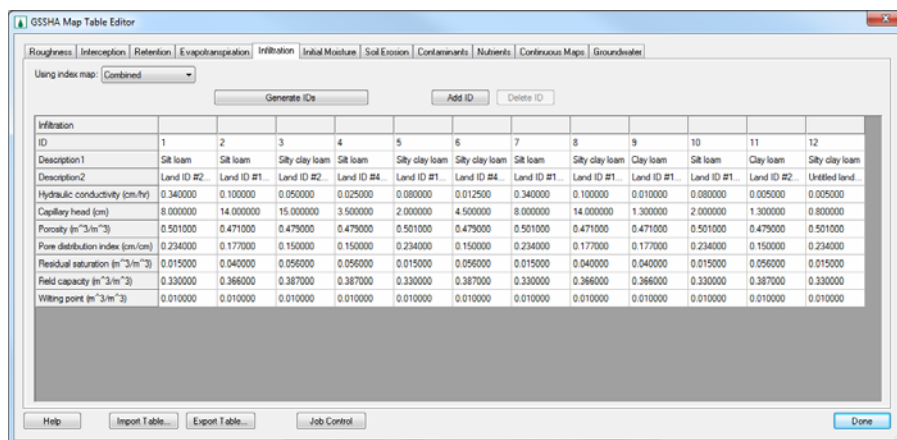 GSSHA Map Table Editor
Roughness Interception Retention Evapotranspiration Infiltration Initial Moisture Soil Erosion Contaminants Nutrients Continuous Maps Groundwater
Using index map: Combined
Generate IDs Add ID Delete ID
Infiltration
ID 1 2 3 4 5 6 7 8 9 10 11 12
Description1 Silt loam Silt loam Silty clay loam Silt loam Silty clay loam Silty clay loam Silt loam Silty clay loam Clay loam Silt loam Clay loam Silty clay loam
Description2 Land ID #2... Land ID #1... Land ID #2... Land ID #4... Land ID #1... Land ID #4... Land ID #1... Land ID #1... Land ID #1... Land ID #1... Land ID #2... Untitled land...
Hydraulic conductivity (cm/hr) 0.340000 0.100000 0.050000 0.025000 0.080000 0.012500 0.340000 0.100000 0.010000 0.080000 0.005000 0.005000
Capillary head (cm) 8.000000 14.000000 15.000000 3.500000 2.000000 4.500000 8.000000 14.000000 1.300000 2.000000 1.300000 0.800000
Porosity (m^3/m^3) 0.501000 0.471000 0.479000 0.479000 0.501000 0.479000 0.501000 0.471000 0.471000 0.501000 0.479000 0.501000
Pore distribution index (cm/cm) 0.234000 0.177000 0.150000 0.150000 0.234000 0.150000 0.234000 0.177000 0.177000 0.234000 0.150000 0.234000
Residual saturation (m^3/m^3) 0.015000 0.040000 0.056000 0.056000 0.015000 0.056000 0.015000 0.040000 0.040000 0.015000 0.056000 0.015000
Field capacity (m^3/m^3) 0.330000 0.366000 0.387000 0.387000 0.330000 0.387000 0.330000 0.366000 0.366000 0.330000 0.387000 0.330000
Wilting point (m^3/m^3) 0.010000 0.010000 0.010000 0.010000 0.010000 0.010000 0.010000 0.010000 0.010000 0.010000 0.010000 0.010000
Help Import Table... Export Table... Job Control Done